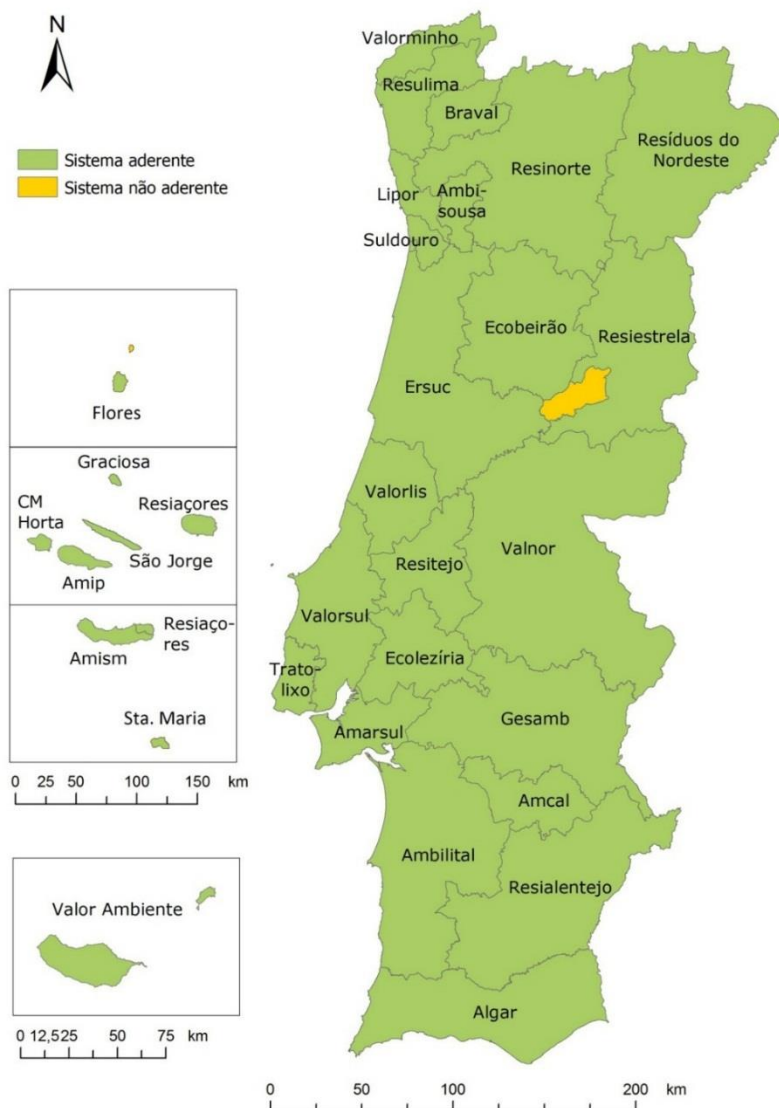 N
Sistema aderente
Sistema não aderente
Valorminho
Resulima
Braval
Resíduos do
Nordeste
Resinorte
Lipor
Ambi-
sousa
Suldouro
Ecobeirão
Resiestrela
Ersuc
Flores
Graciosa
CM
Horta
Resiaçores
São Jorge
Amip
Valorlis
Valnor
Resitejo
Valorsul
Resiaço-
res
Amism
Ecolezíria
Trato-
lixo
Sta. Maria
Amarsul
Gesamb
0 25 50 100 150 km
Amcal
Ambilital
Resialentejo
Valor Ambiente
Algar
0 12,525 50 75 km
0 50 100 200 km